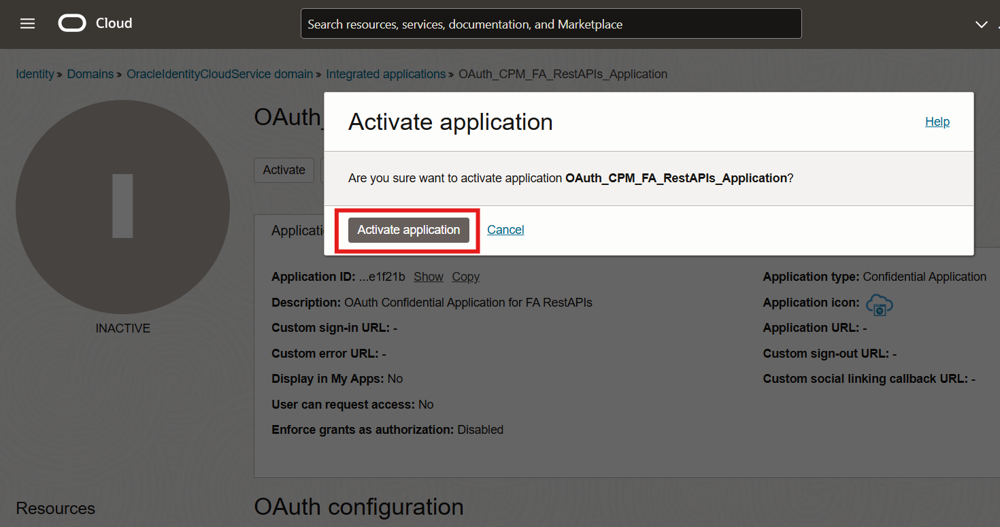 Cloud
Search resources, services, documentation, and Marketplace
Identity » Domains » OracleIdentityCloudService domain » Integrated applications » OAuth_CPM_FA_RestAPIs_Application
OAuth_
Activate application
Help
Activate
Are you sure want to activate application OAuth_CPM_FA_RestAPIs_Application?
Activate application
Cancel
I
INACTIVE
Application ID: ...e1f21b Show Copy
Application type: Confidential Application
Description: OAuth Confidential Application for FA RestAPIs
Application icon:
Custom sign-in URL: -
Application URL: -
Custom error URL: -
Custom sign-out URL: -
Display in My Apps: No
Custom social linking callback URL: -
User can request access: No
Enforce grants as authorization: Disabled
Resources
OAuth configuration